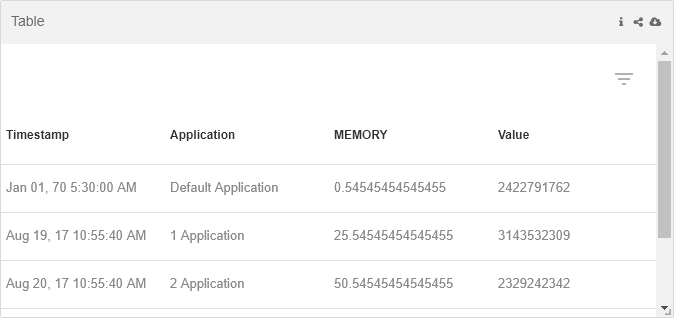 Table
Timestamp Application MEMORY Value
Jan 01, 70 5:30:00 AM Default Application 0.54545454545455 2422791762
Aug 19, 17 10:55:40 AM 1 Application 25.54545454545455 3143532309
Aug 20, 17 10:55:40 AM 2 Application 50.54545454545455 2329242342